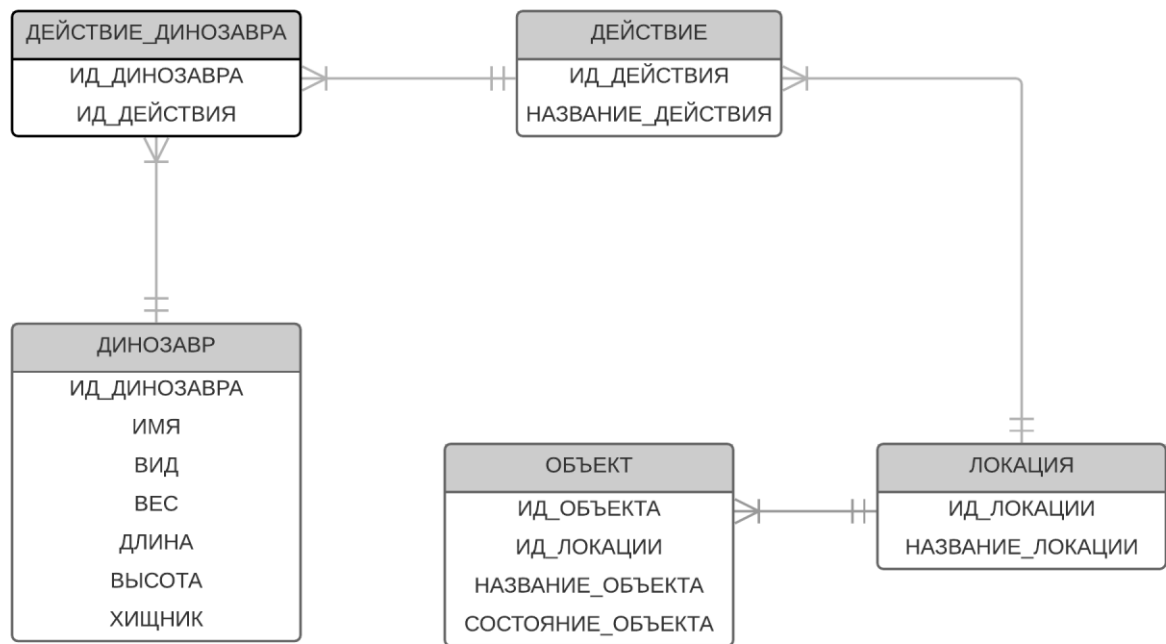 ДЕЙСТВИЕ_ДИНОЗАВРА
ИД_ДИНОЗАВРА
ИД_ДЕЙСТВИЯ
ДЕЙСТВИЕ
ИД_ДЕЙСТВИЯ
НАЗВАНИЕ_ДЕЙСТВИЯ
ДИНОЗАВР
ИД_ДИНОЗАВРА
ИМЯ
ВИД
ВЕС
ДЛИНА
ВЫСОТА
ХИЩНИК
ОБЪЕКТ
ИД_ОБЪЕКТА
ИД_ЛОКАЦИИ
НАЗВАНИЕ_ОБЪЕКТА
СОСТОЯНИЕ_ОБЪЕКТА
ЛОКАЦИЯ
ИД_ЛОКАЦИИ
НАЗВАНИЕ_ЛОКАЦИИ